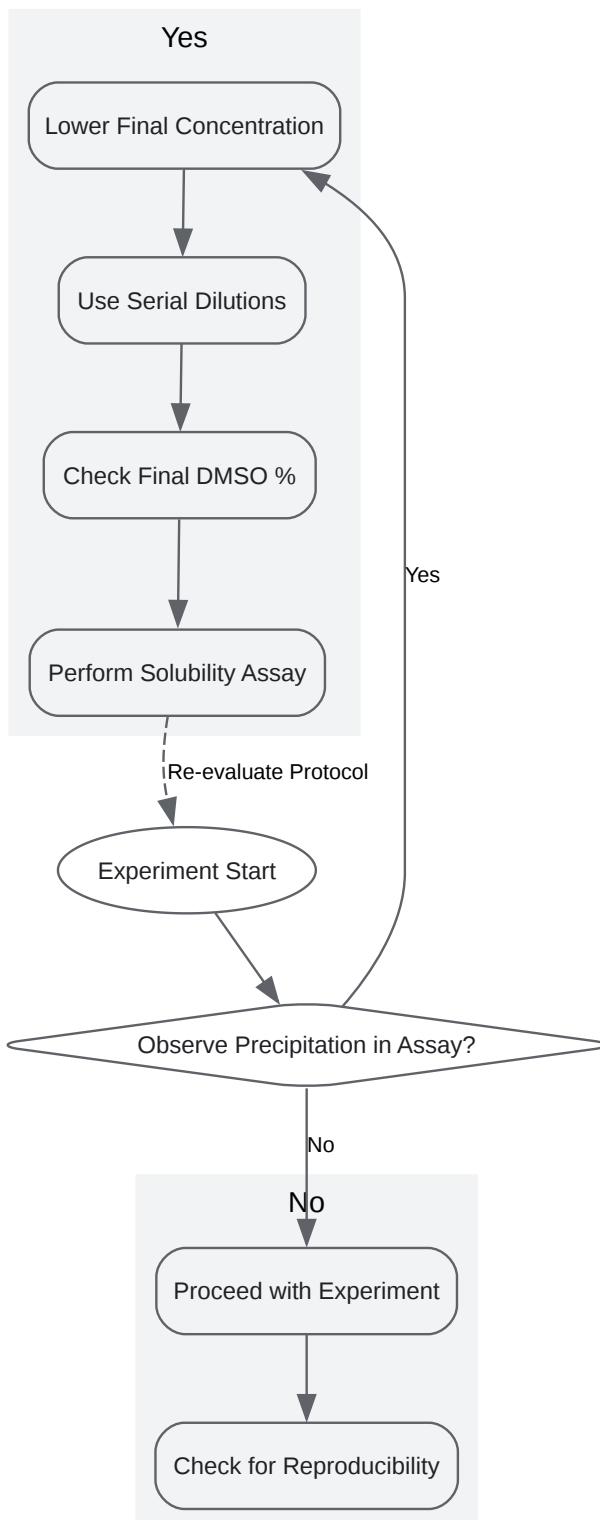 Yes
Lower Final Concentration
Use Serial Dilutions
Check Final DMSO %
Yes
Perform Solubility Assay
Re-evaluate Protocol
Experiment Start
Observe Precipitation in Assay?
No
No
Proceed with Experiment
Check for Reproducibility